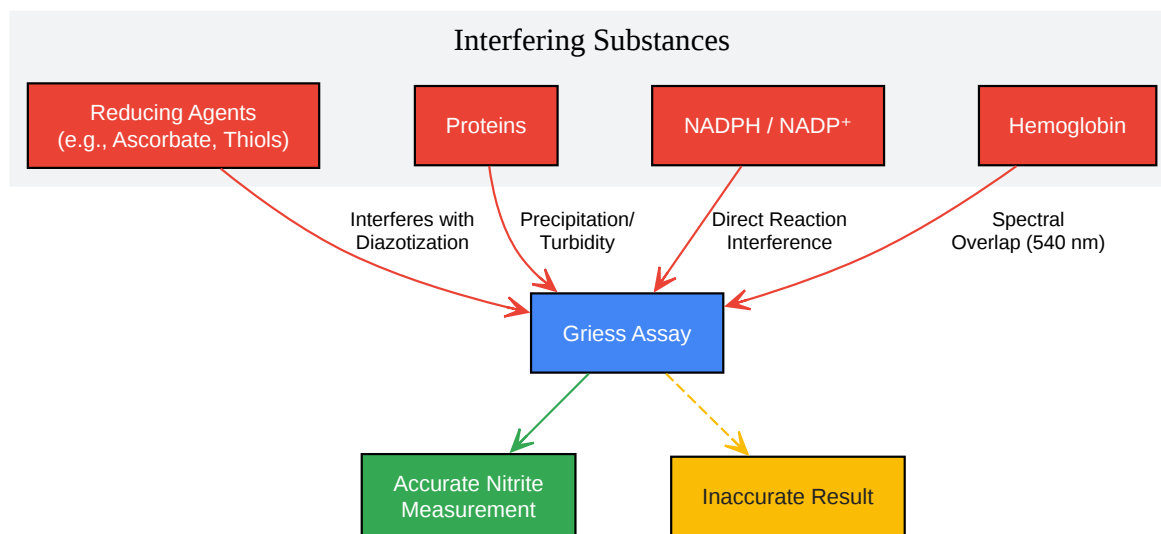 Interfering Substances
Reducing Agents
(e.g., Ascorbate, Thiols)
Proteins
NADPH / NADP⁺
Hemoglobin
Interferes with
Diazotization
Precipitation/
Turbidity
Direct Reaction
Interference
Spectral
Overlap (540 nm)
Griess Assay
Accurate Nitrite
Measurement
Inaccurate Result